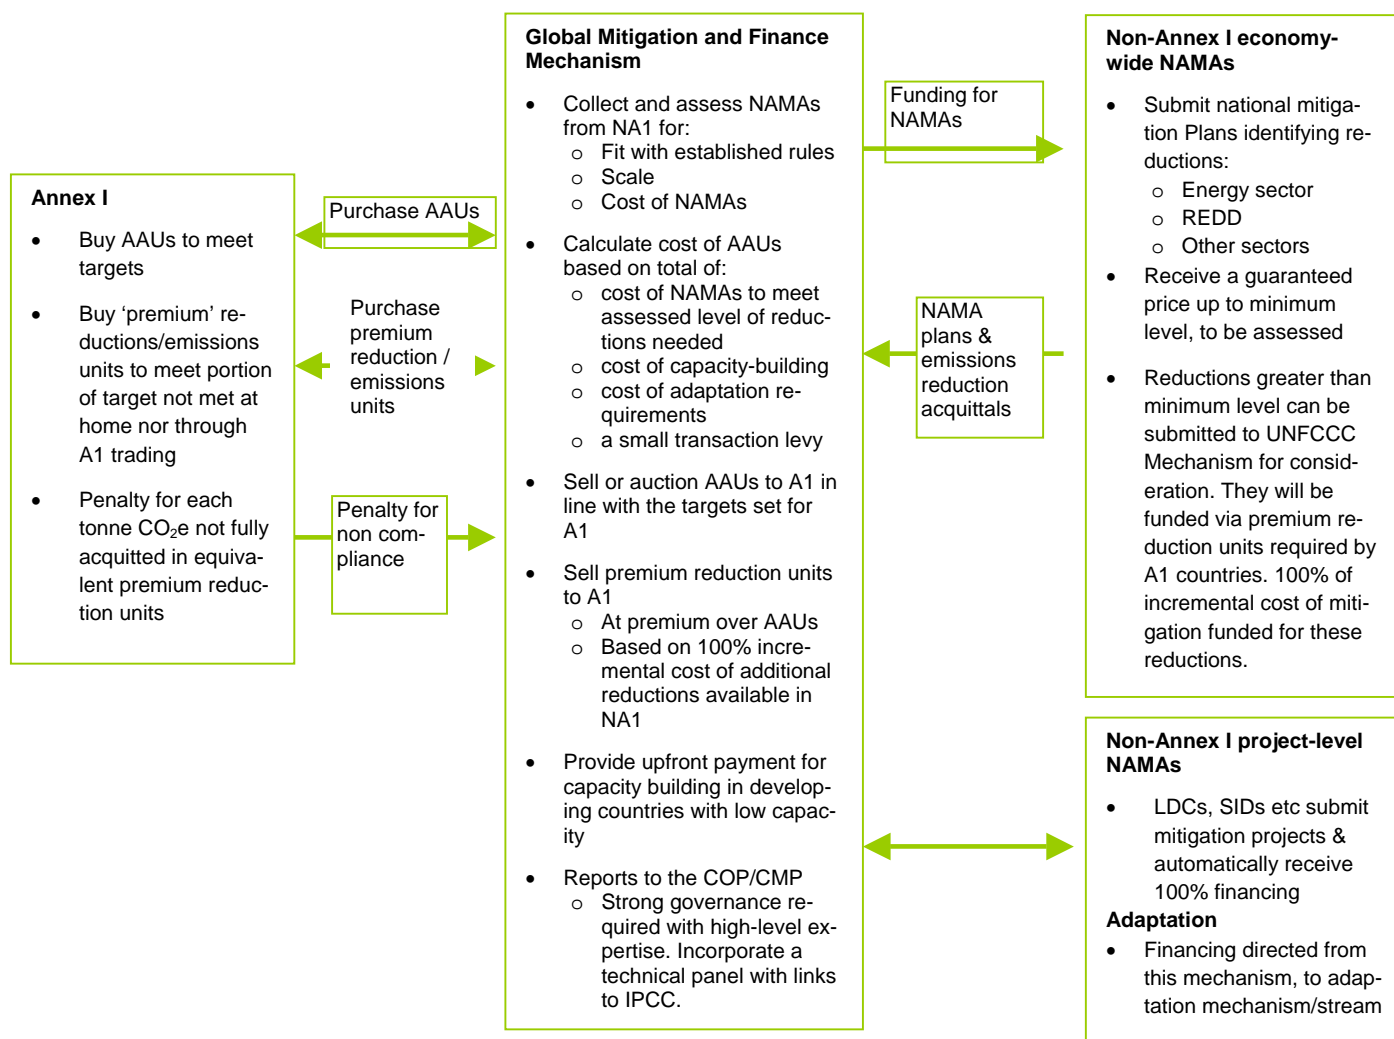 Annex I
• Buy AAUs to meet
targets
• Buy ‘premium’ re-
ductions/emissions
units to meet portion
of target not met at
home nor through
A1 trading
• Penalty for each
tonne CO₂e not fully
acquitted in equiva-
lent premium reduc-
tion units
Purchase AAUs
Purchase
premium
reduction /
emissions
units
Penalty for
non com-
pliance
Global Mitigation and Finance
Mechanism
• Collect and assess NAMAs
from NA1 for:
o Fit with established rules
o Scale
o Cost of NAMAs
• Calculate cost of AAUs
based on total of:
o cost of NAMAs to meet
assessed level of reduc-
tions needed
o cost of capacity-building
o cost of adaptation re-
quirements
o a small transaction levy
• Sell or auction AAUs to A1 in
line with the targets set for
A1
• Sell premium reduction units
to A1
o At premium over AAUs
o Based on 100% incre-
mental cost of additional
reductions available in
NA1
• Provide upfront payment for
capacity building in develop-
ing countries with low capac-
ity
• Reports to the COP/CMP
o Strong governance re-
quired with high-level ex-
pertise. Incorporate a
technical panel with links
to IPCC.
Funding for
NAMAs
NAMA
plans &
emissions
reduction
acquittals
Non-Annex I economy-
wide NAMAs
• Submit national mitiga-
tion Plans identifying re-
ductions:
o Energy sector
o REDD
o Other sectors
• Receive a guaranteed
price up to minimum
level, to be assessed
• Reductions greater than
minimum level can be
submitted to UNFCCC
Mechanism for consid-
eration. They will be
funded via premium re-
duction units required by
A1 countries. 100% of
incremental cost of miti-
gation funded for these
reductions.
Non-Annex I project-level
NAMAs
• LDCs, SIDs etc submit
mitigation projects &
automatically receive
100% financing
Adaptation
• Financing directed from
this mechanism, to adap-
tation mechanism/stream